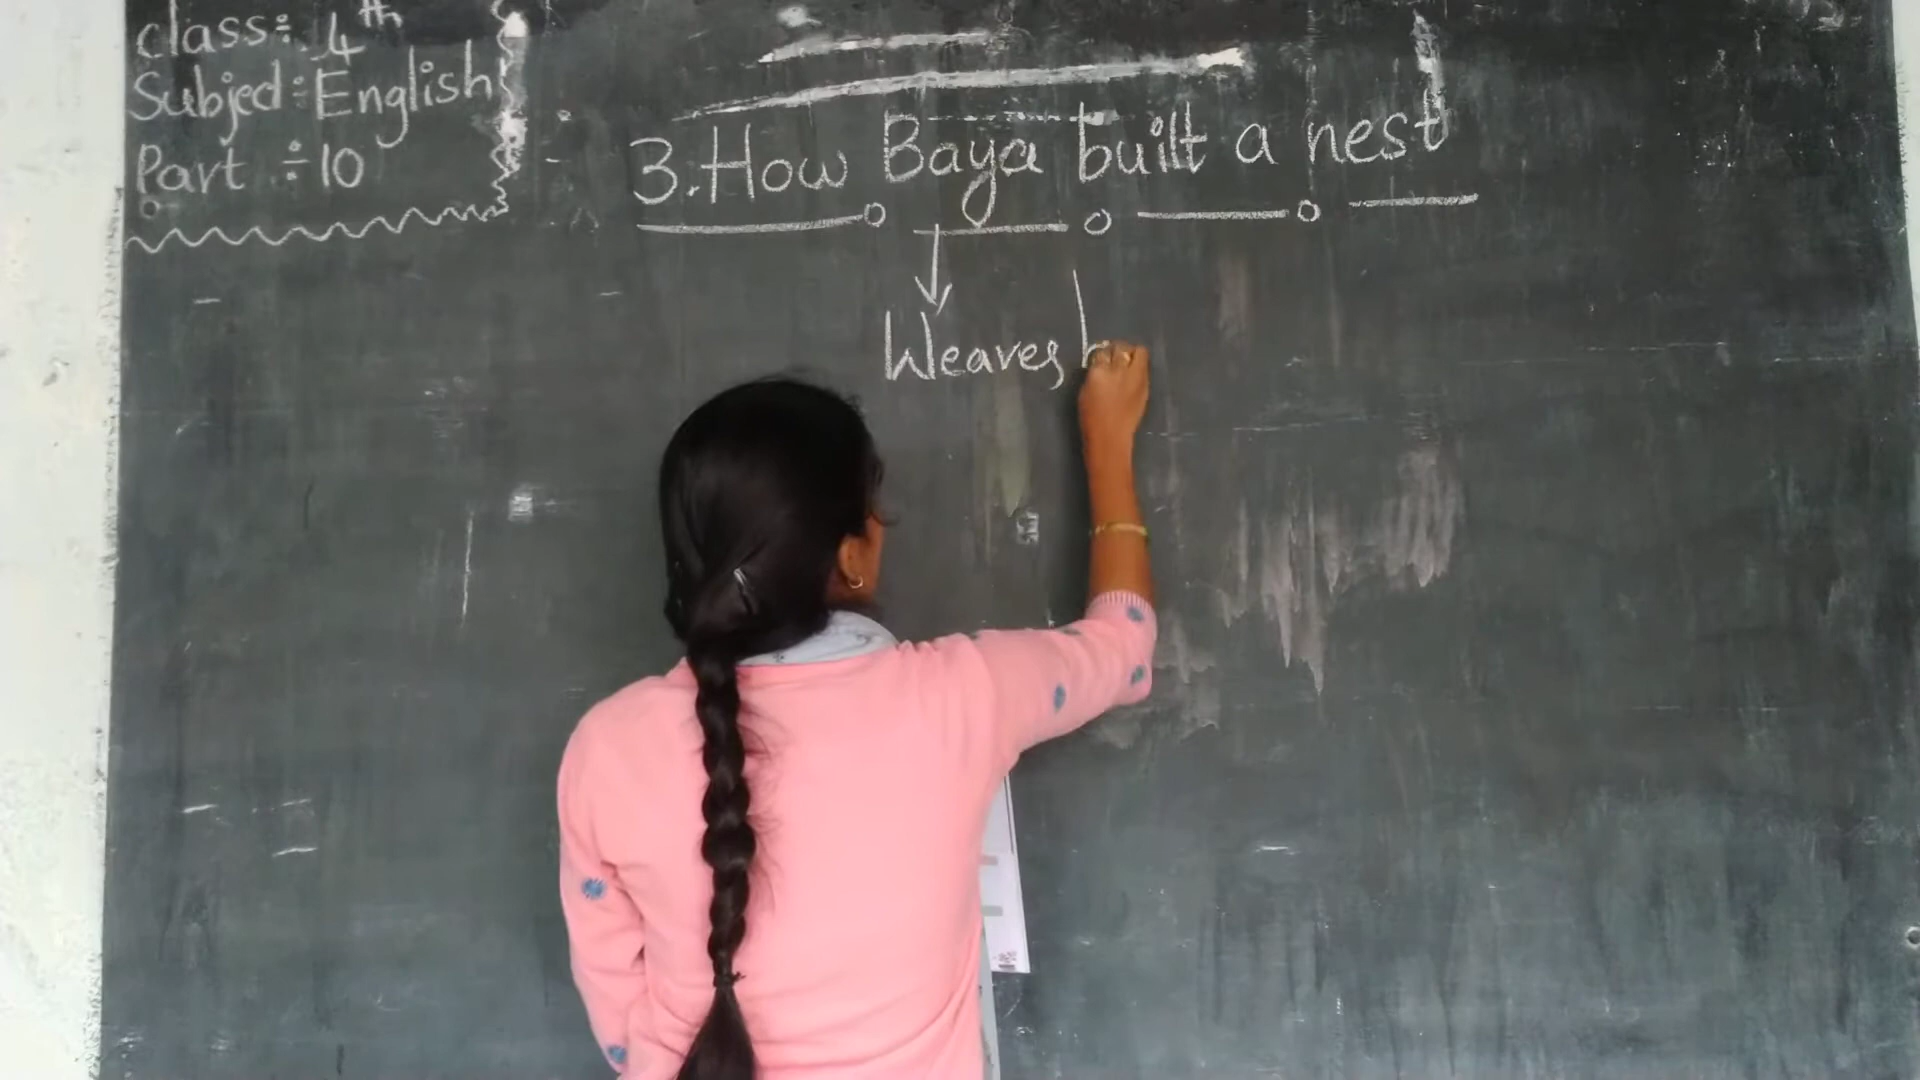 Class:- 4th
Subject:- English
Part :- 10
3. How Baya built a nest
Weaves